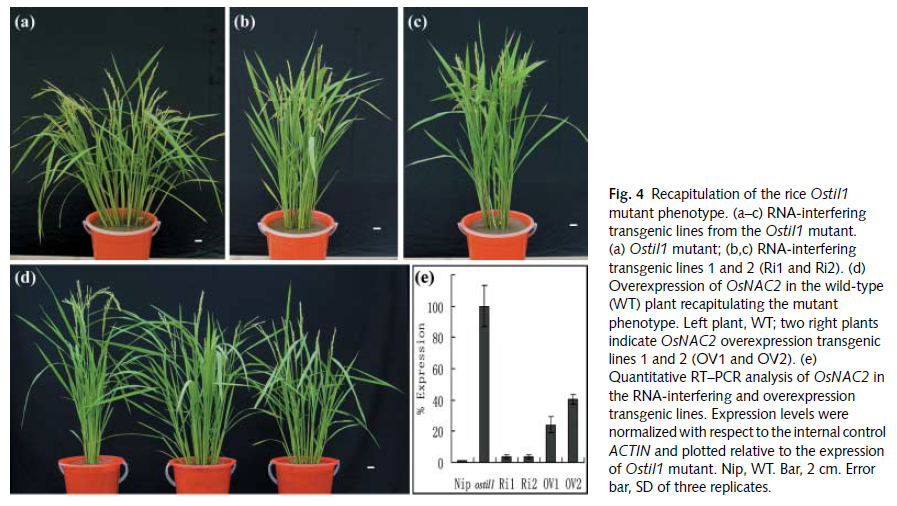 (a)
(b)
(c)
(d)
(e)
% Expression
100
80
60
40
20
0
Nip ostil1 Ri1 Ri2 OV1 OV2
Fig. 4 Recapitulation of the rice Ostil1
mutant phenotype. (a–c) RNA-interfering
transgenic lines from the Ostil1 mutant.
(a) Ostil1 mutant; (b,c) RNA-interfering
transgenic lines 1 and 2 (Ri1 and Ri2). (d)
Overexpression of OsNAC2 in the wild-type
(WT) plant recapitulating the mutant
phenotype. Left plant, WT; two right plants
indicate OsNAC2 overexpression transgenic
lines 1 and 2 (OV1 and OV2). (e)
Quantitative RT–PCR analysis of OsNAC2 in
the RNA-interfering and overexpression
transgenic lines. Expression levels were
normalized with respect to the internal control
ACTIN and plotted relative to the expression
of Ostil1 mutant. Nip, WT. Bar, 2 cm. Error
bar, SD of three replicates.